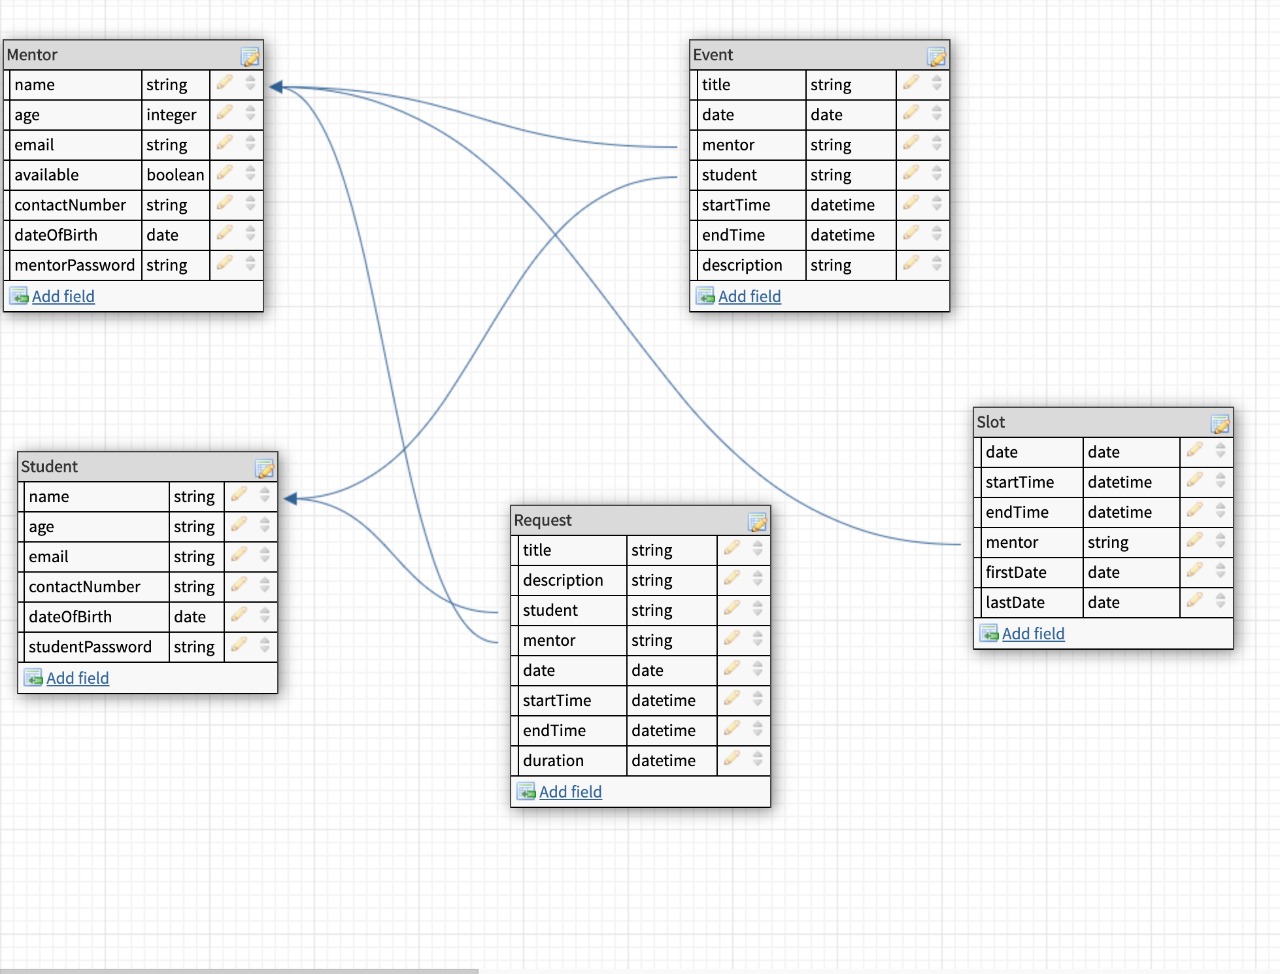 Mentor
name string
age integer
email string
available boolean
contactNumber string
dateOfBirth date
mentorPassword string
Add field
Event
title string
date date
mentor string
student string
startTime datetime
endTime datetime
description string
Add field
Student
name string
age string
email string
contactNumber string
dateOfBirth date
studentPassword string
Add field
Request
title string
description string
student string
mentor string
date date
startTime datetime
endTime datetime
duration datetime
Add field
Slot
date date
startTime datetime
endTime datetime
mentor string
firstDate date
lastDate date
Add field